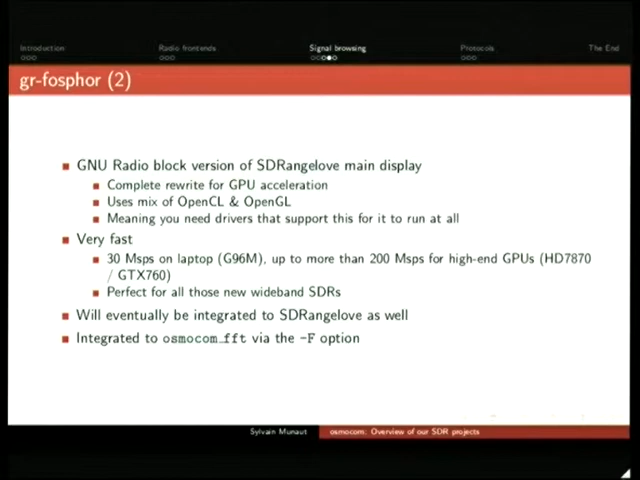 Introduction Radio frontends Signal browsing Protocols The End
gr-fosphor (2)
GNU Radio block version of SDRangelove main display
Complete rewrite for GPU acceleration
Uses mix of OpenCL & OpenGL
Meaning you need drivers that support this for it to run at all
Very fast
30 Msps on laptop (G96M), up to more than 200 Msps for high-end GPUs (HD7870
/ GTX760)
Perfect for all those new wideband SDRs
Will eventually be integrated to SDRangelove as well
Integrated to osmocom_fft via the -F option
Sylvain Munaut osmocom: Overview of our SDR projects